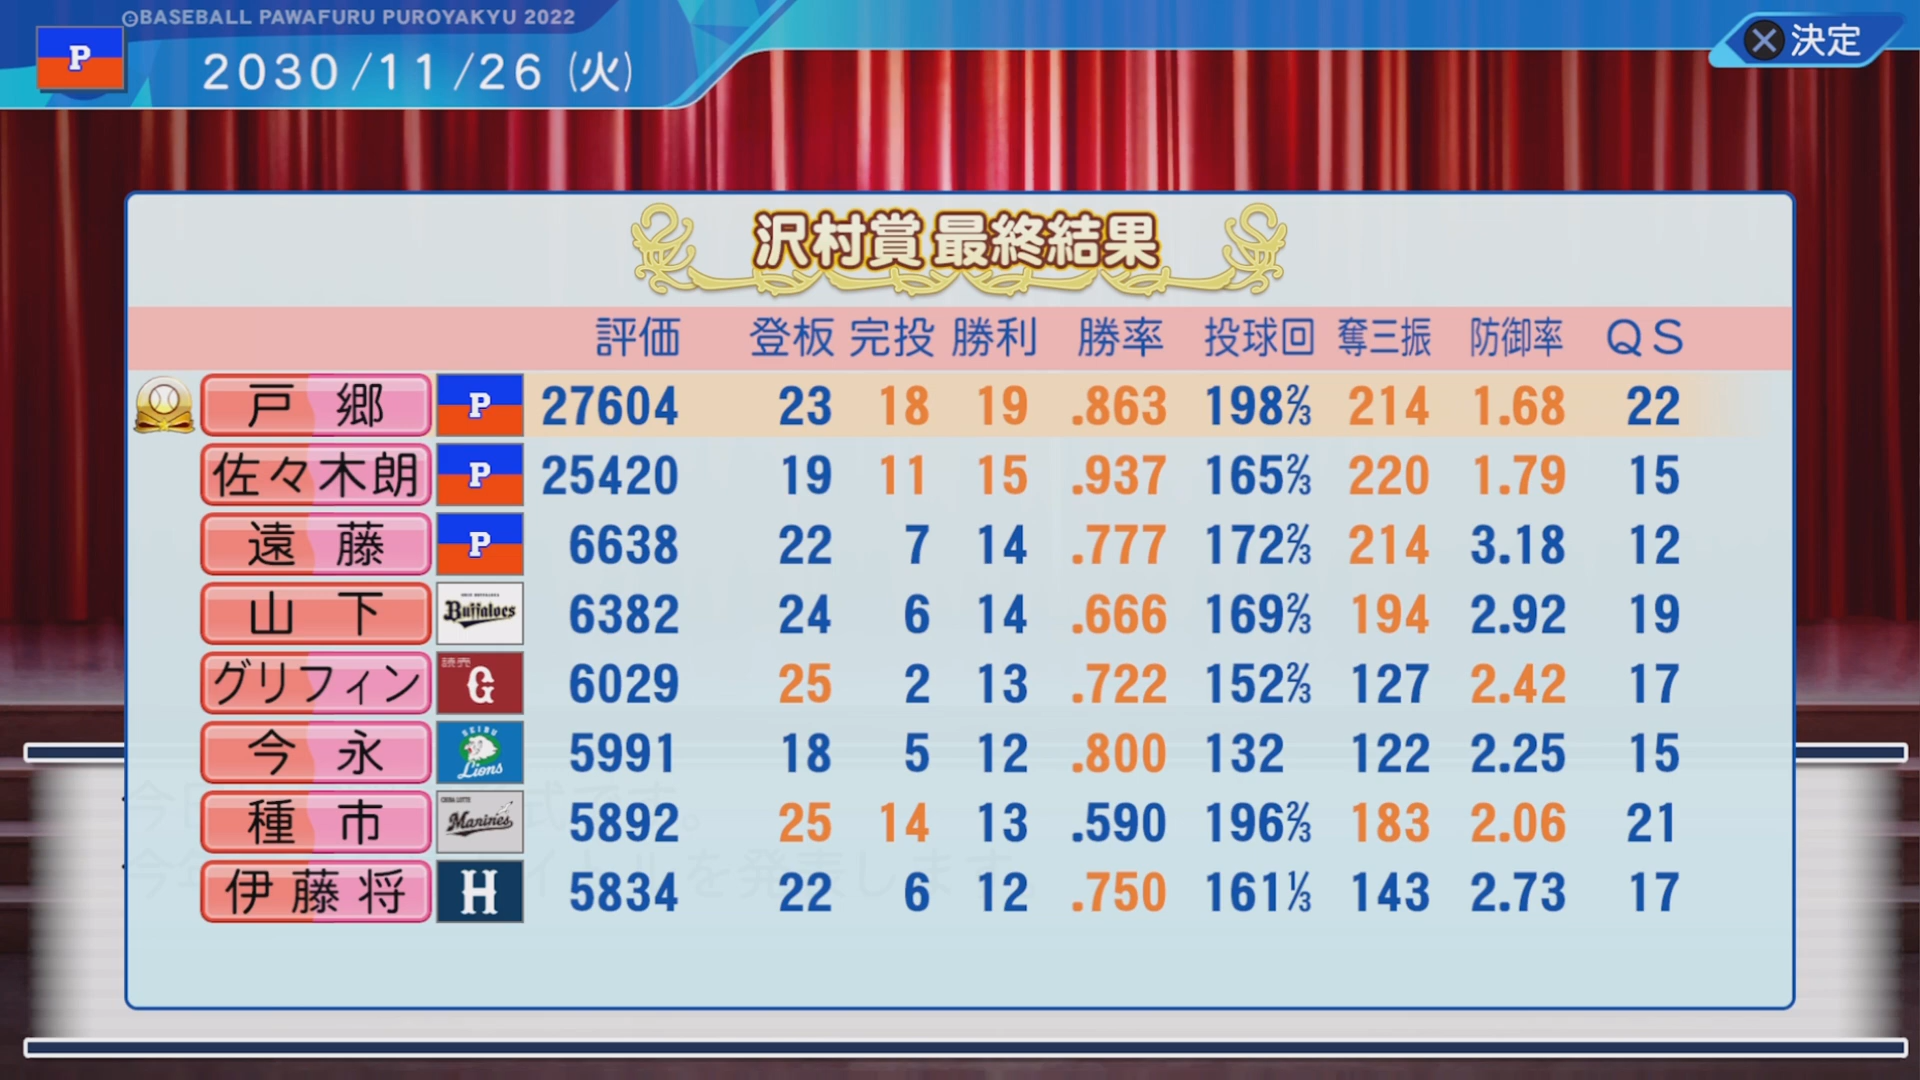 ©BASEBALL PAWAFURU PUROYAKYU 2022
P
2030/11/26 (火)
決定
沢村賞 最終結果
評価 登板 完投 勝利 勝率 投球回 奪三振 防御率 QS
戸郷 P 27604 23 18 19 .863 198⅔ 214 1.68 22
佐々木朗 P 25420 19 11 15 .937 165⅔ 220 1.79 15
遠藤 P 6638 22 7 14 .777 172⅔ 214 3.18 12
山下 Buffaloes 6382 24 6 14 .666 169⅔ 194 2.92 19
グリフィン 読売 G 6029 25 2 13 .722 152⅔ 127 2.42 17
今永 SEIBU Lions 5991 18 5 12 .800 132 122 2.25 15
種市 CHIBA LOTTE Marines 5892 25 14 13 .590 196⅔ 183 2.06 21
伊藤将 H 5834 22 6 12 .750 161⅓ 143 2.73 17